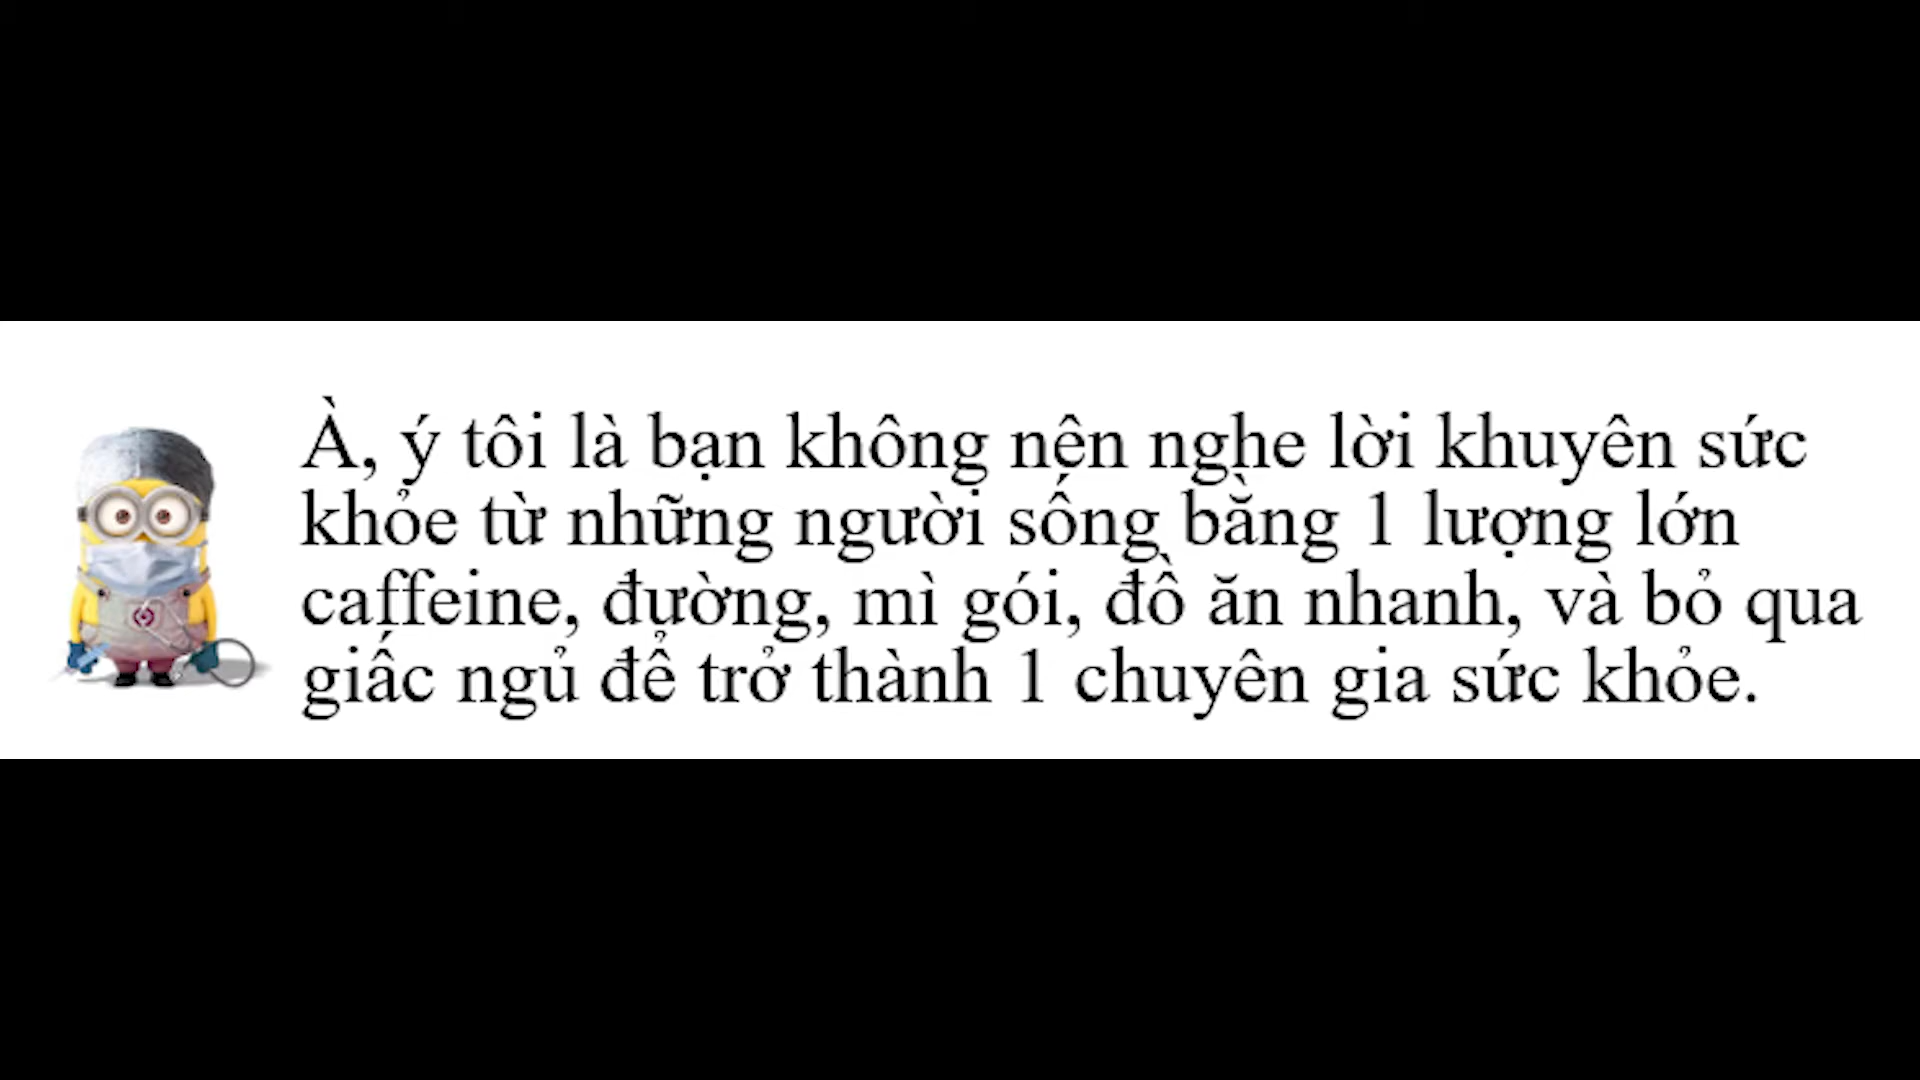 À, ý tôi là bạn không nên nghe lời khuyên sức
khỏe từ những người sống bằng 1 lượng lớn
caffeine, đường, mì gói, đồ ăn nhanh, và bỏ qua
giấc ngủ để trở thành 1 chuyên gia sức khỏe.